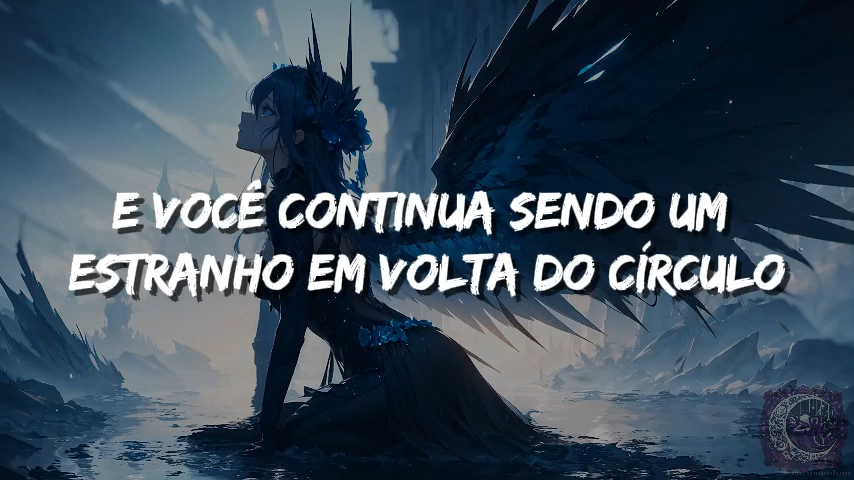 E VOCÊ CONTINUA SENDO UM
ESTRANHO EM VOLTA DO CÍRCULO